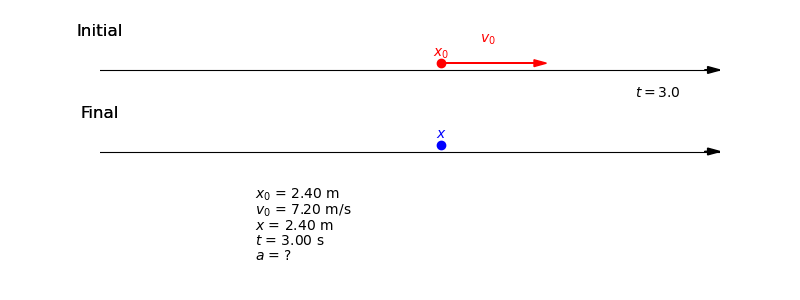 Initial
v₀
x₀
t = 3.0
Final
x
x₀ = 2.40 m
v₀ = 7.20 m/s
x = 2.40 m
t = 3.00 s
a = ?